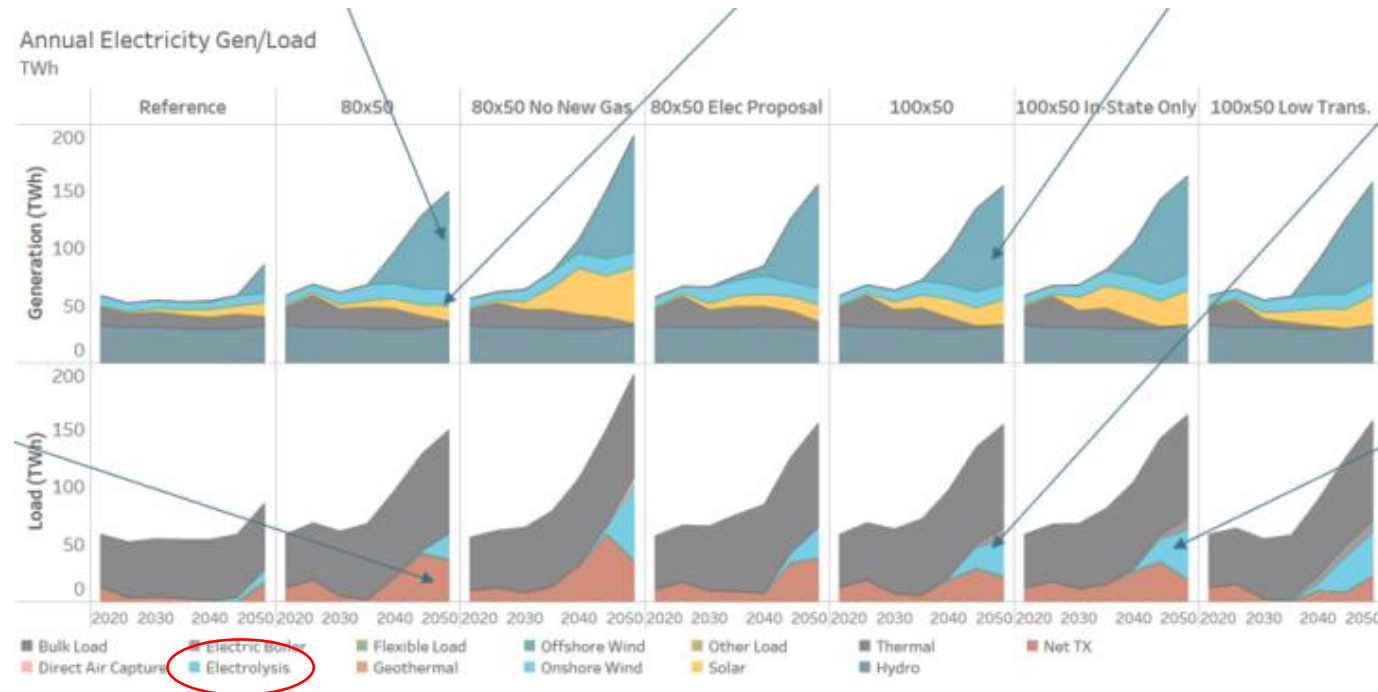 Annual Electricity Gen/Load
TWh
Reference 80x50 80x50 No New Gas 80x50 Elec Proposal 100x50 100x50 In-State Only 100x50 Low Trans.
Generation (TWh)
200
150
100
50
0
Load (TWh)
200
150
100
50
0
2020 2030 2040 2050 2020 2030 2040 2050 2020 2030 2040 2050 2020 2030 2040 2050 2020 2030 2040 2050 2020 2030 2040 2050 2020 2030 2040 2050
Bulk Load Electric Boiler Flexible Load Offshore Wind Other Load Thermal Net TX
Direct Air Capture Electrolysis Geothermal Onshore Wind Solar Hydro